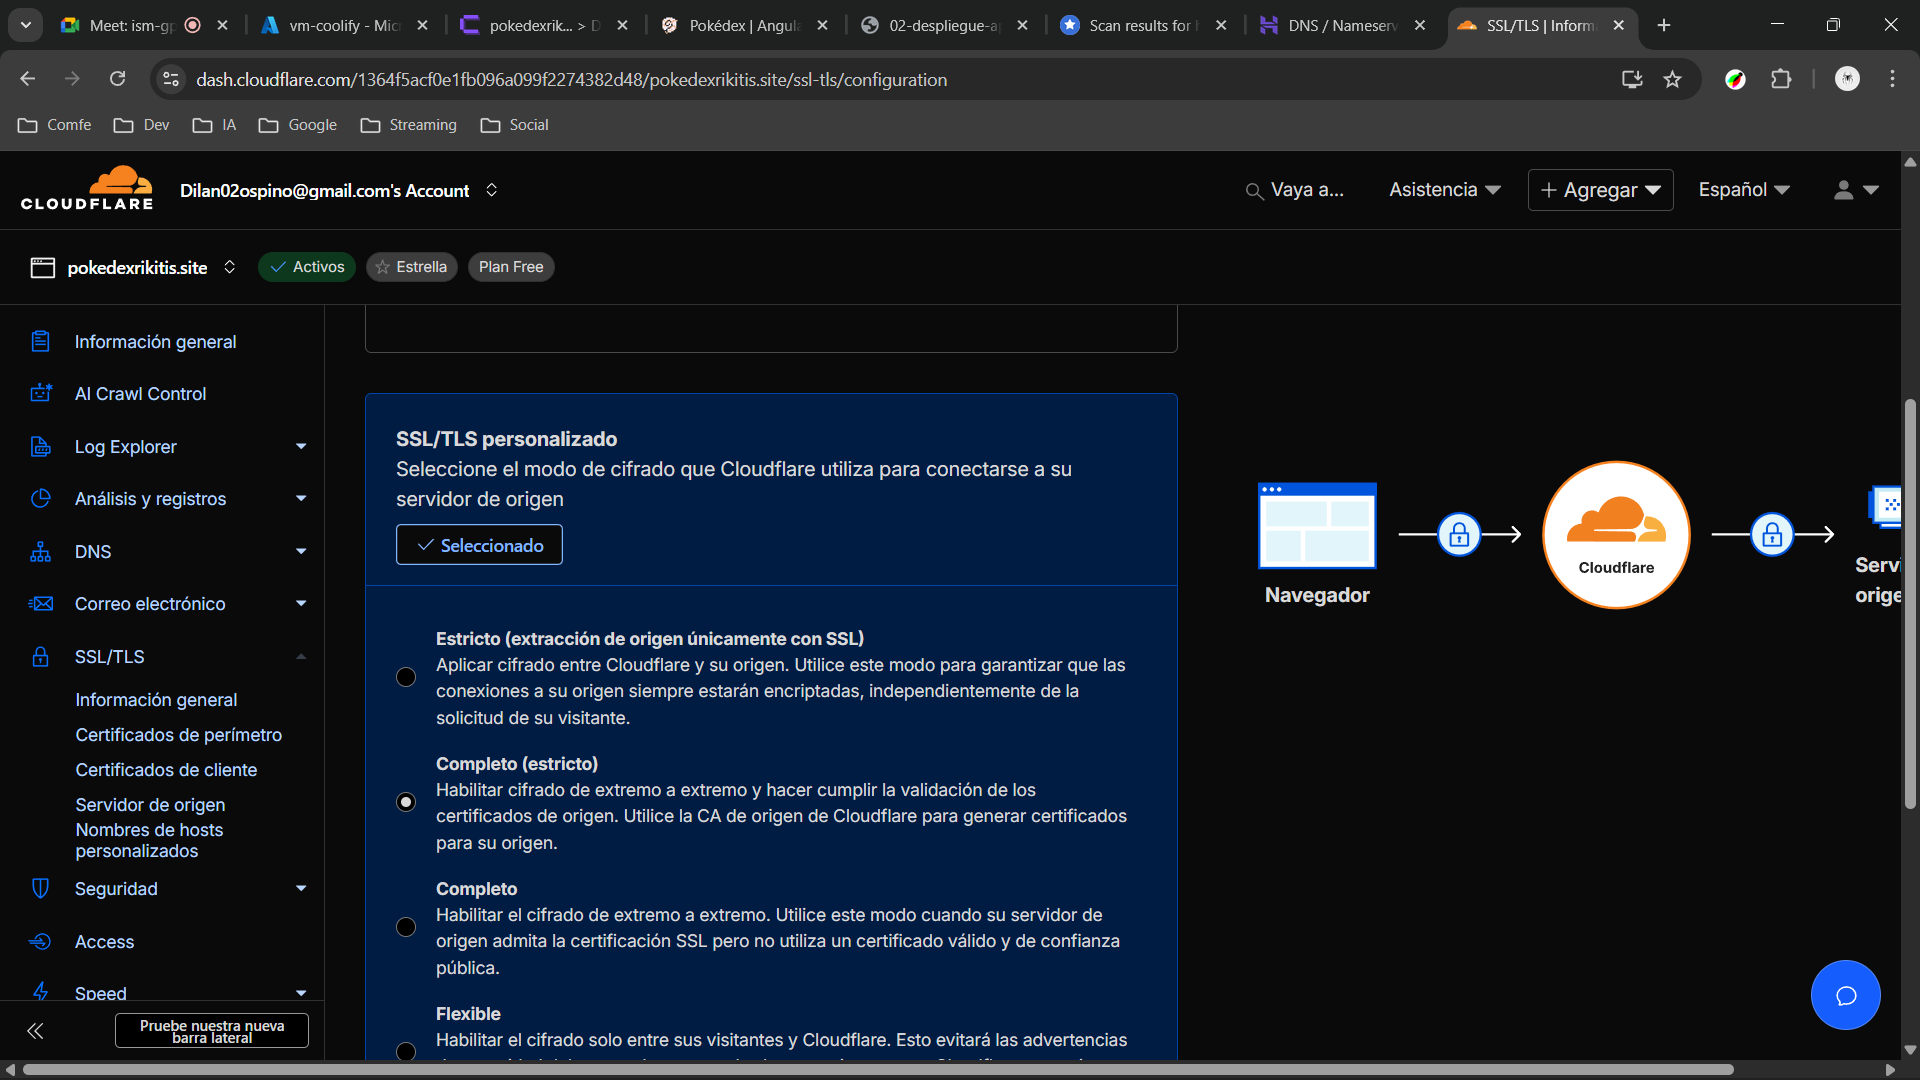 Meet: ism-gp
vm-coolify - Mic
pokedexrik... > D
Pokédex | Angula
02-despliegue-a
Scan results for
DNS / Nameserv
SSL/TLS | Inform
dash.cloudflare.com/1364f5acf0e1fb096a099f2274382d48/pokedexrikitis.site/ssl-tls/configuration
Comfe
Dev
IA
Google
Streaming
Social
CLOUDFLARE
Dilan02ospino@gmail.com's Account
Vaya a...
Asistencia
+ Agregar
Español
pokedexrikitis.site
Activos
Estrella
Plan Free
Información general
AI Crawl Control
Log Explorer
Análisis y registros
DNS
Correo electrónico
SSL/TLS
Información general
Certificados de perímetro
Certificados de cliente
Servidor de origen
Nombres de hosts
personalizados
Seguridad
Access
Speed
Pruebe nuestra nueva
barra lateral
SSL/TLS personalizado
Seleccione el modo de cifrado que Cloudflare utiliza para conectarse a su
servidor de origen
Seleccionado
Estricto (extracción de origen únicamente con SSL)
Aplicar cifrado entre Cloudflare y su origen. Utilice este modo para garantizar que las
conexiones a su origen siempre estarán encriptadas, independientemente de la
solicitud de su visitante.
Completo (estricto)
Habilitar cifrado de extremo a extremo y hacer cumplir la validación de los
certificados de origen. Utilice la CA de origen de Cloudflare para generar certificados
para su origen.
Completo
Habilitar el cifrado de extremo a extremo. Utilice este modo cuando su servidor de
origen admita la certificación SSL pero no utiliza un certificado válido y de confianza
pública.
Flexible
Habilitar el cifrado solo entre sus visitantes y Cloudflare. Esto evitará las advertencias
Navegador
Cloudflare
Servi
orige